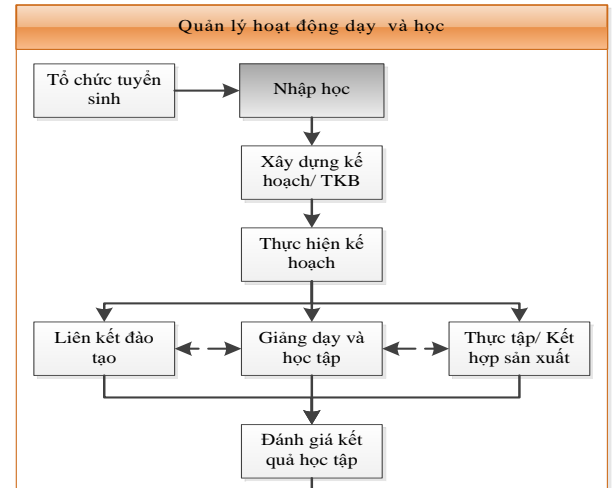 Quản lý hoạt động dạy và học
Tổ chức tuyển
sinh
Nhập học
Xây dựng kế
hoạch/ TKB
Thực hiện kế
hoạch
Liên kết đào
tạo
Giảng dạy và
học tập
Thực tập/ Kết
hợp sản xuất
Đánh giá kết
quả học tập